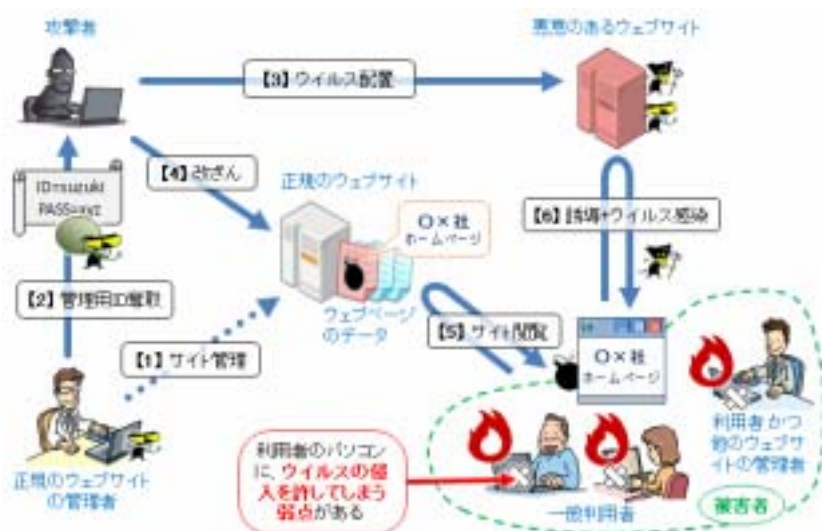 攻撃者
悪意のあるウェブサイト
【3】ウイルス配置
【4】改ざん
正規のウェブサイト
ID=suzuki
PASS=xyz
〇×社
ホームページ
【6】誘導+ウイルス感染
【2】管理用ID窃取
ウェブページ
のデータ
【5】サイト閲覧
【1】サイト管理
〇×社
ホームページ
利用者かつ
他のウェブサ
イトの管理者
利用者のパソコン
に、ウイルスの侵
入を許してしまう
弱点がある
正規のウェブサイト
の管理者
一般利用者
被害者